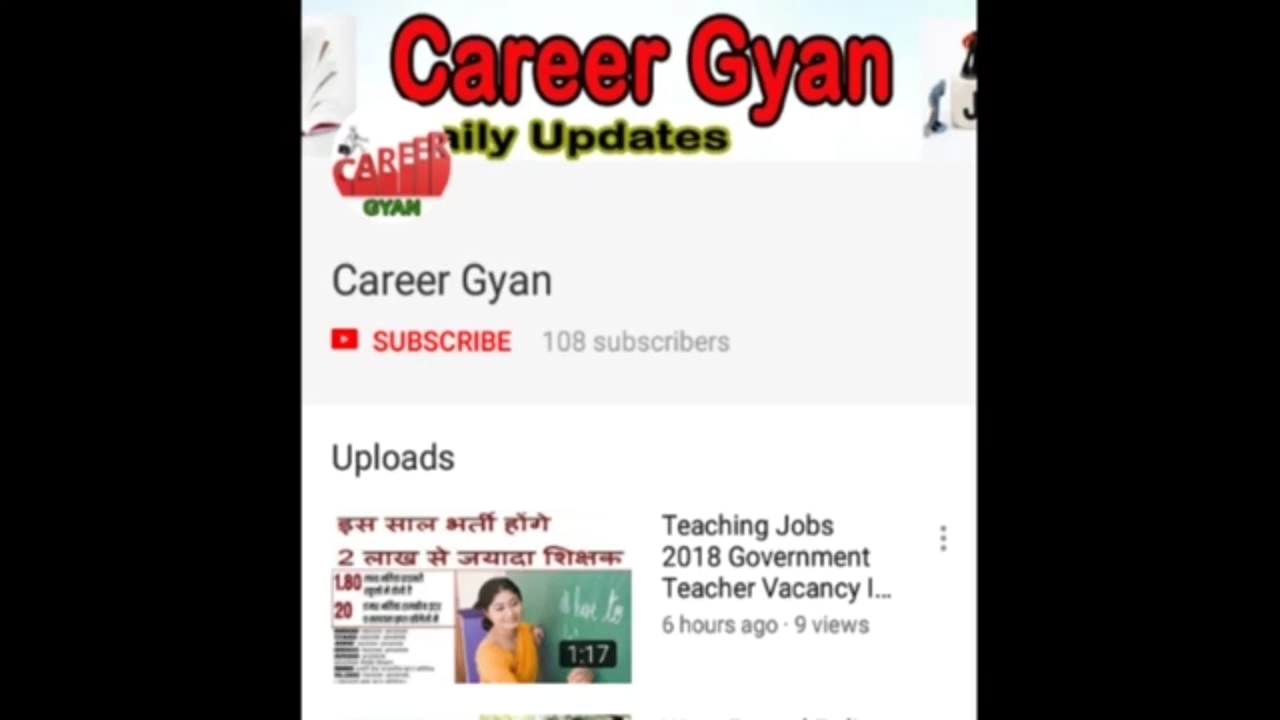 Career Gyan
aily Updates
CAREER
GYAN
Career Gyan
SUBSCRIBE 108 subscribers
Uploads
इस साल भर्ती होंगे
2 लाख से जयादा शिक्षक
1.80
20
1:17
Teaching Jobs
2018 Government
Teacher Vacancy I...
6 hours ago · 9 views